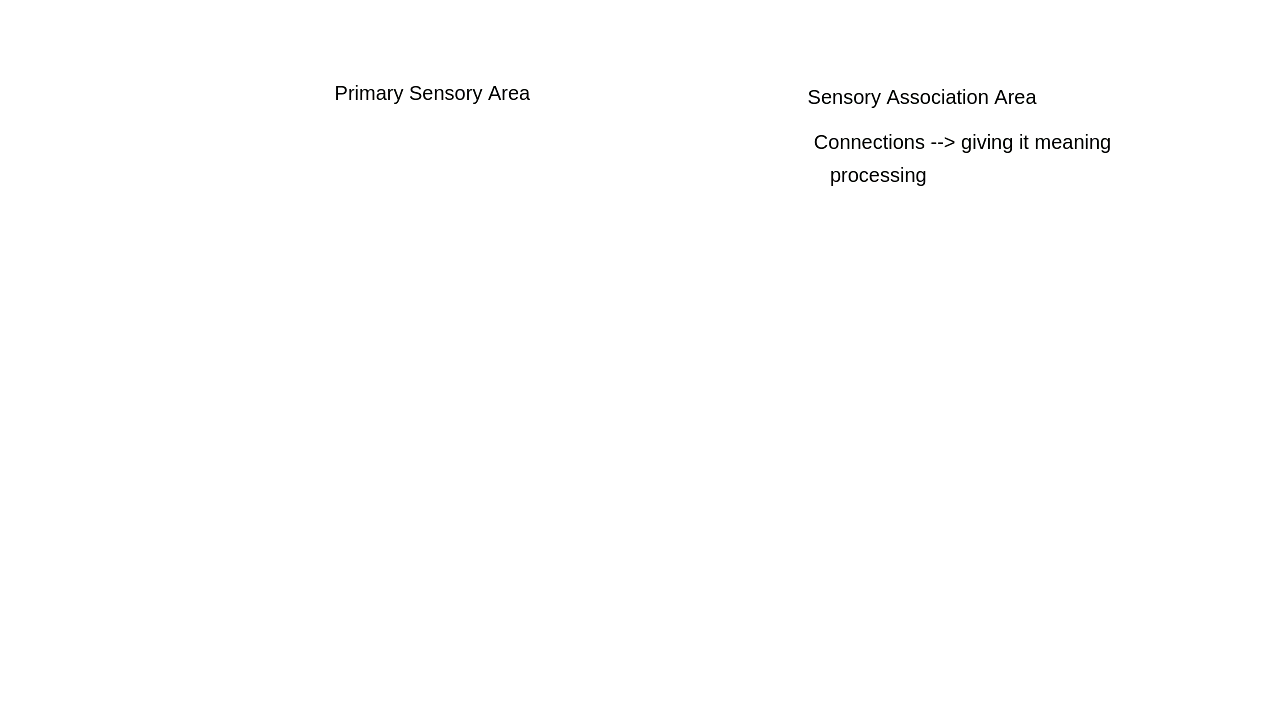 Primary Sensory Area
Sensory Association Area
Connections --> giving it meaning
processing